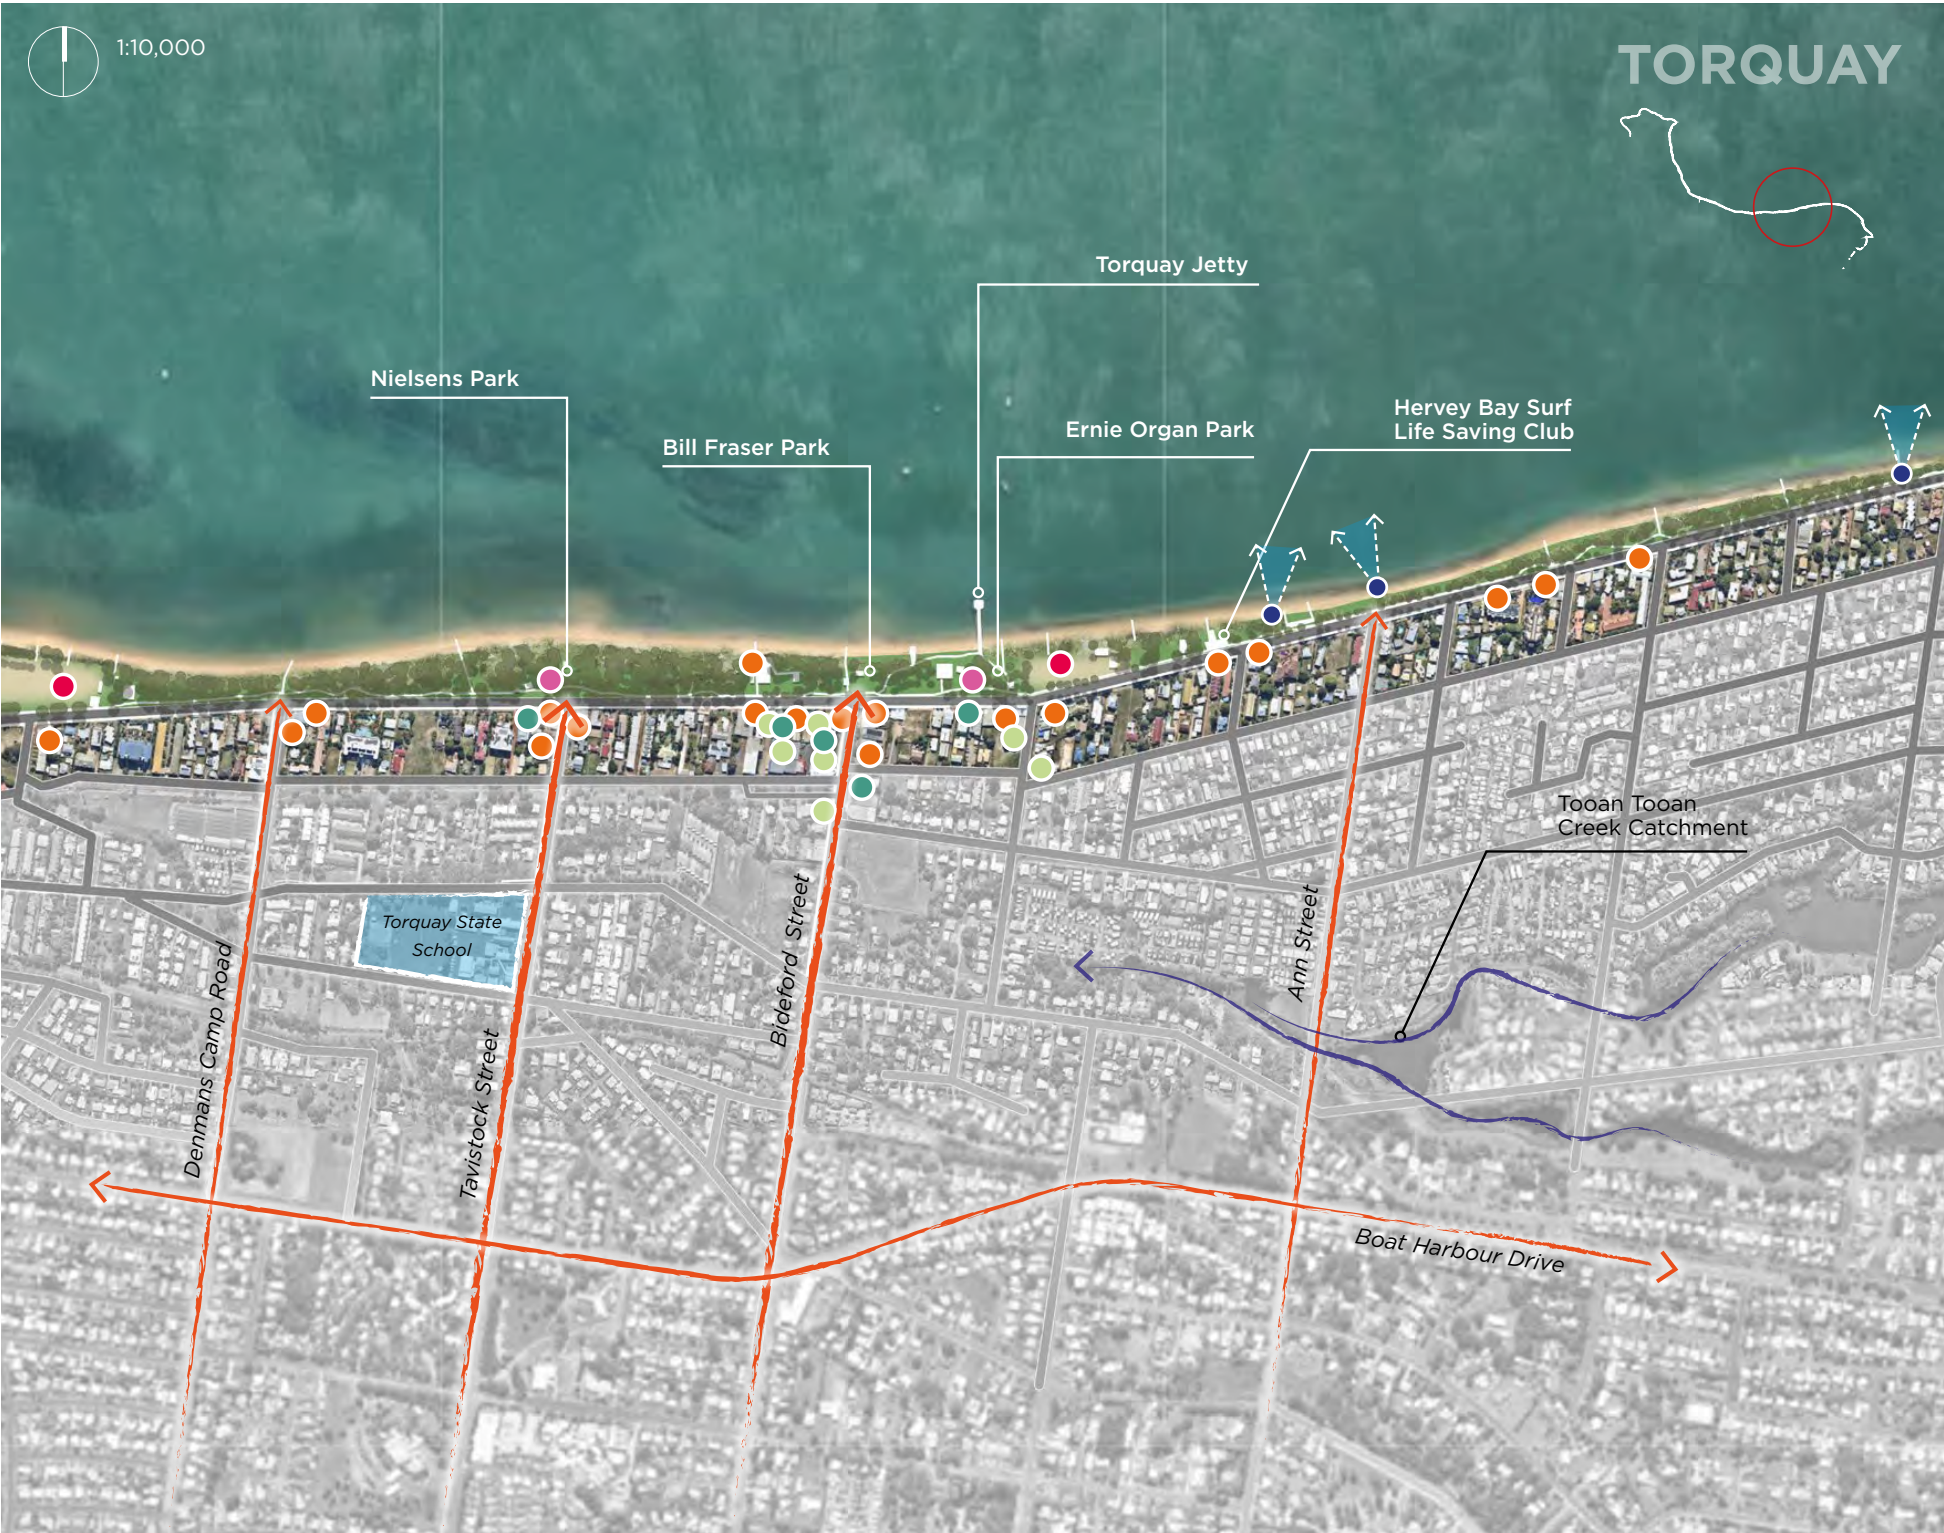 1:10,000
TORQUAY
Torquay Jetty
Nielsens Park
Hervey Bay Surf
Life Saving Club
Ernie Organ Park
Bill Fraser Park
Tooan Tooan
Creek Catchment
Torquay State
School
Denmans Camp Road
Tavistock Street
Bideford Street
Ann Street
Boat Harbour Drive